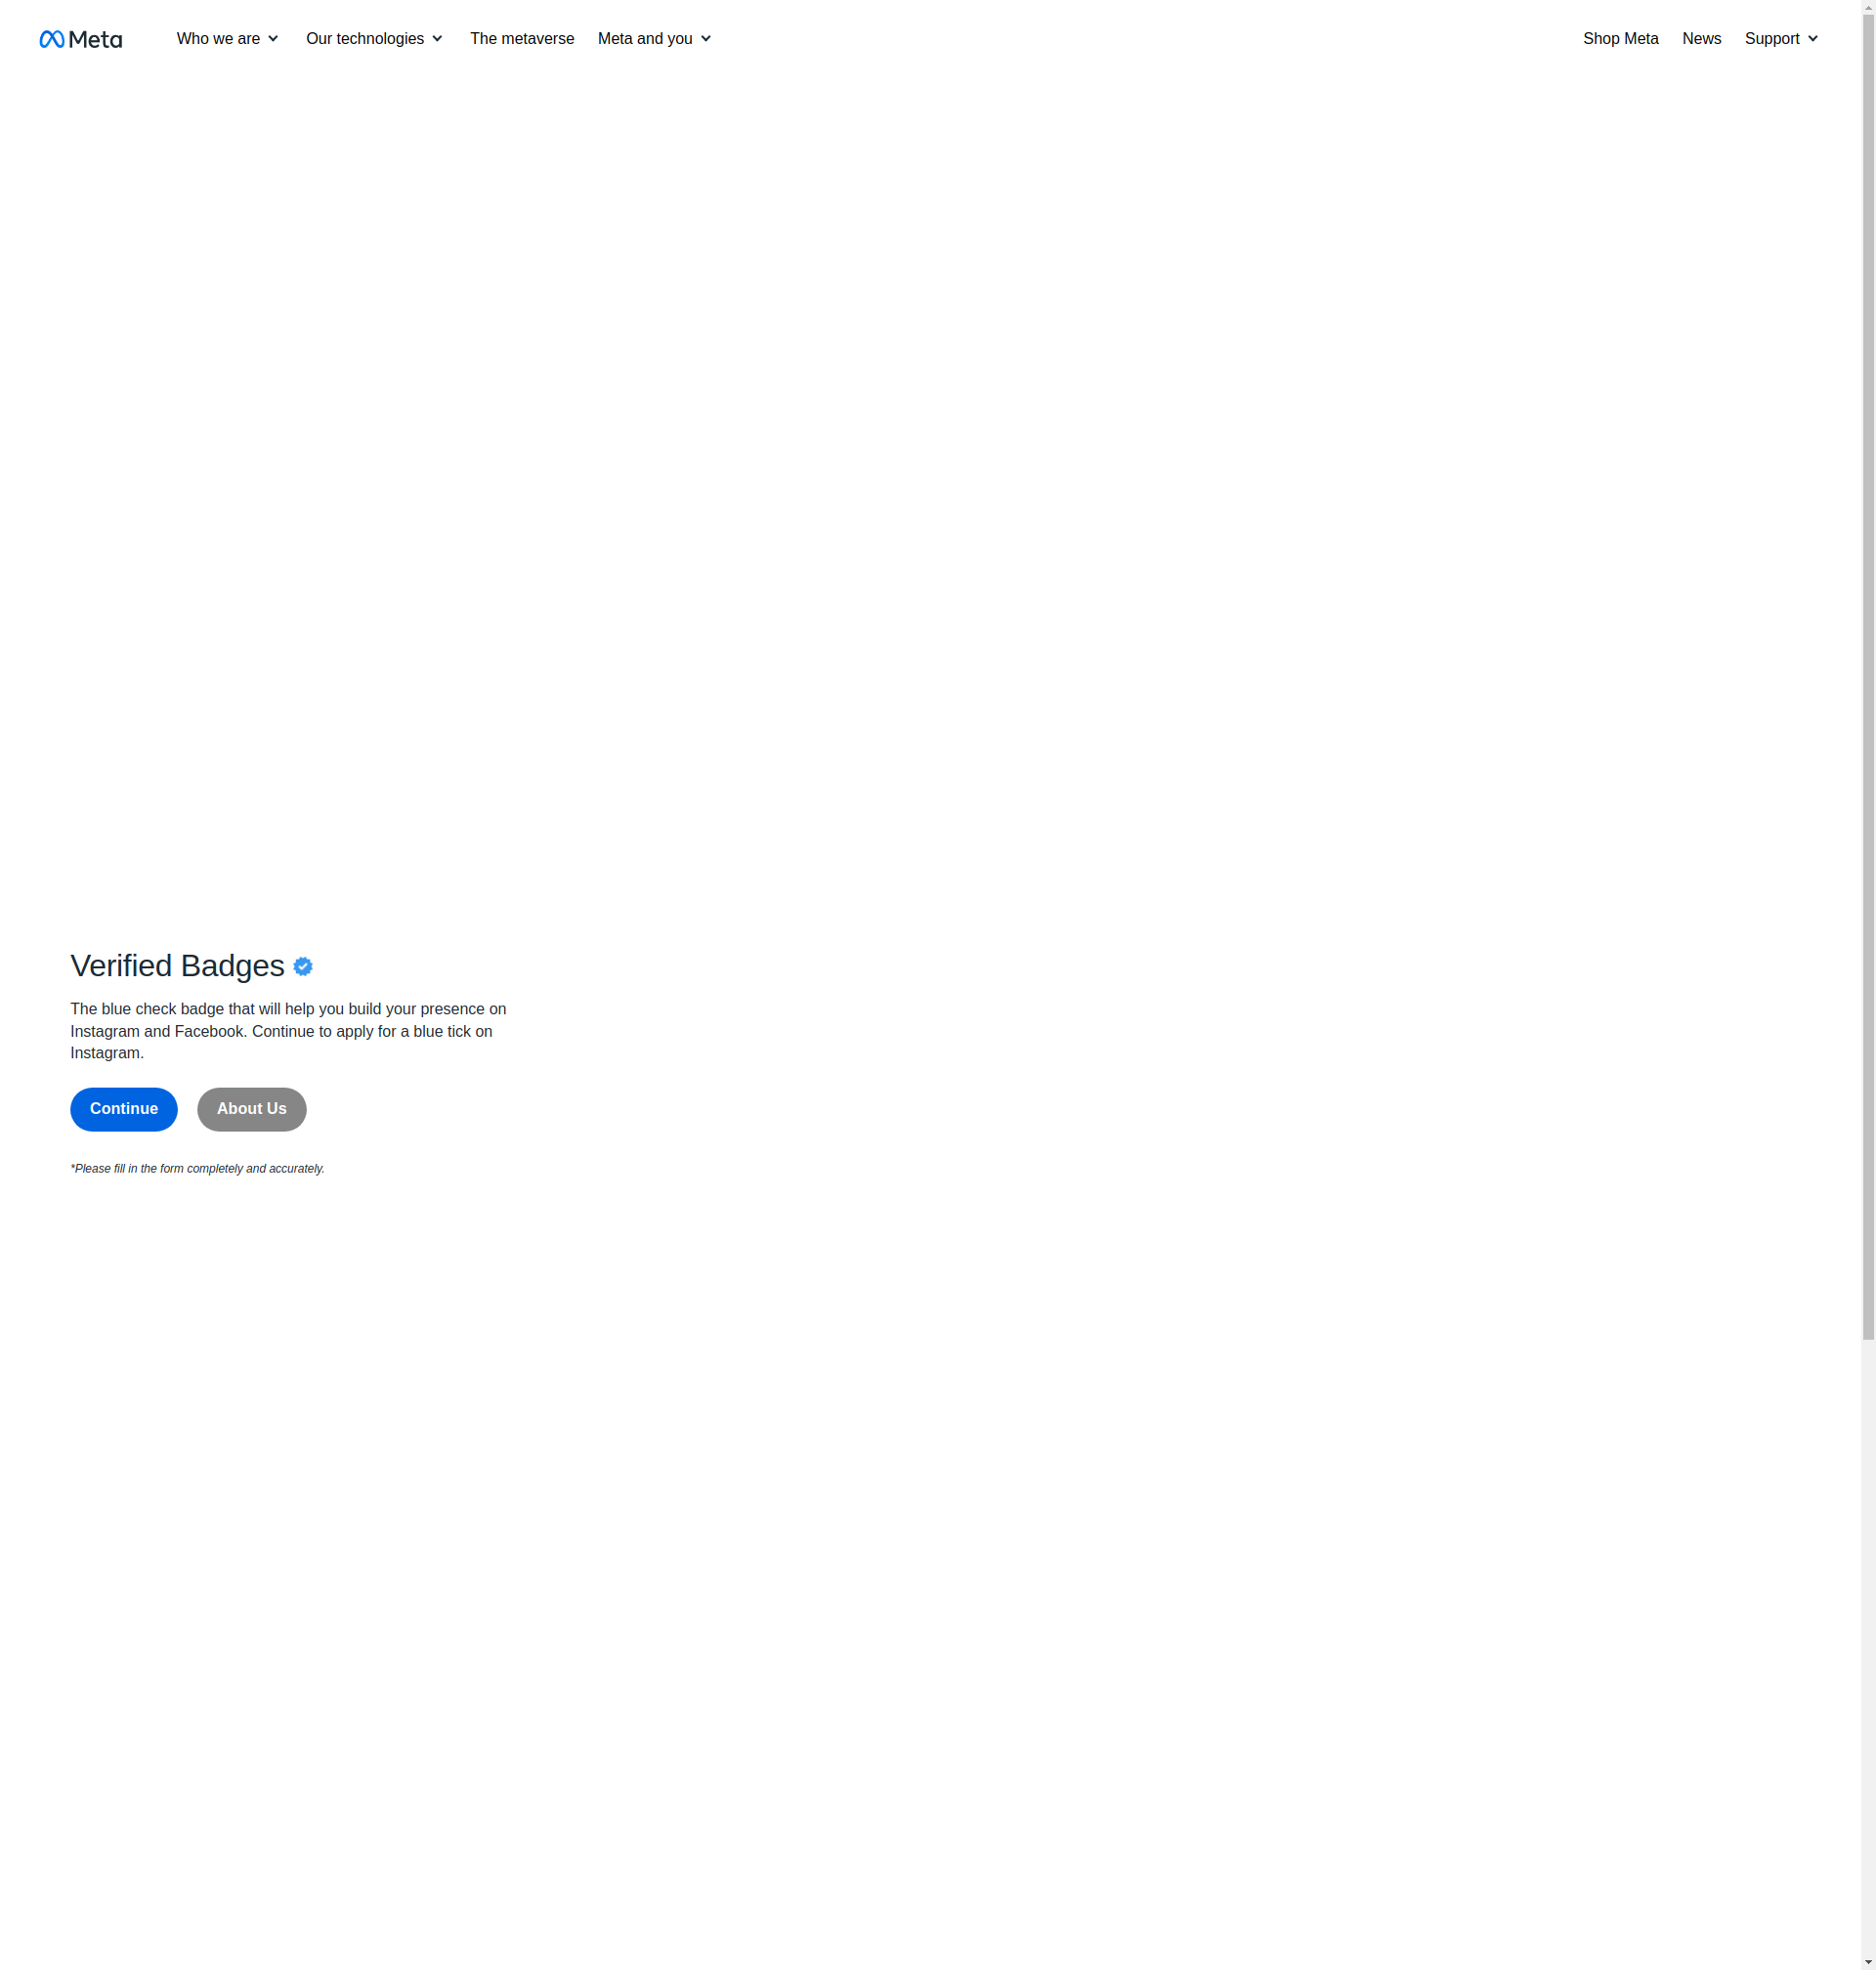 Meta
Who we are
Our technologies
The metaverse
Meta and you
Shop Meta
News
Support
Verified Badges
The blue check badge that will help you build your presence on
Instagram and Facebook. Continue to apply for a blue tick on
Instagram.
Continue
About Us
*Please fill in the form completely and accurately.